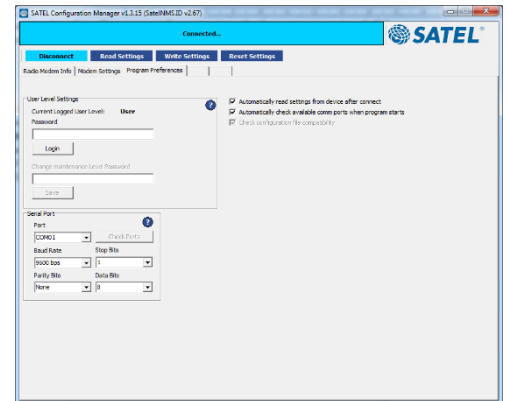 SATEL Configuration Manager v1.3.15 (SatelNMS.ID v2.67)
Connected...
SATEL
Disconnect Read Settings Write Settings Reset Settings
Radio Modem Info Modem Settings Program Preferences
User Level Settings
?
Current Logged User Level: User
Password
Login
Change maintenance Level Password
Save
Automatically read settings from device after connect
Automatically check available comm ports when program starts
Check configuration file compatibility
Serial Port
?
Port
COM01 Check Ports
Baud Rate Stop Bits
9600 bps 1
Parity Bits Data Bits
None 8